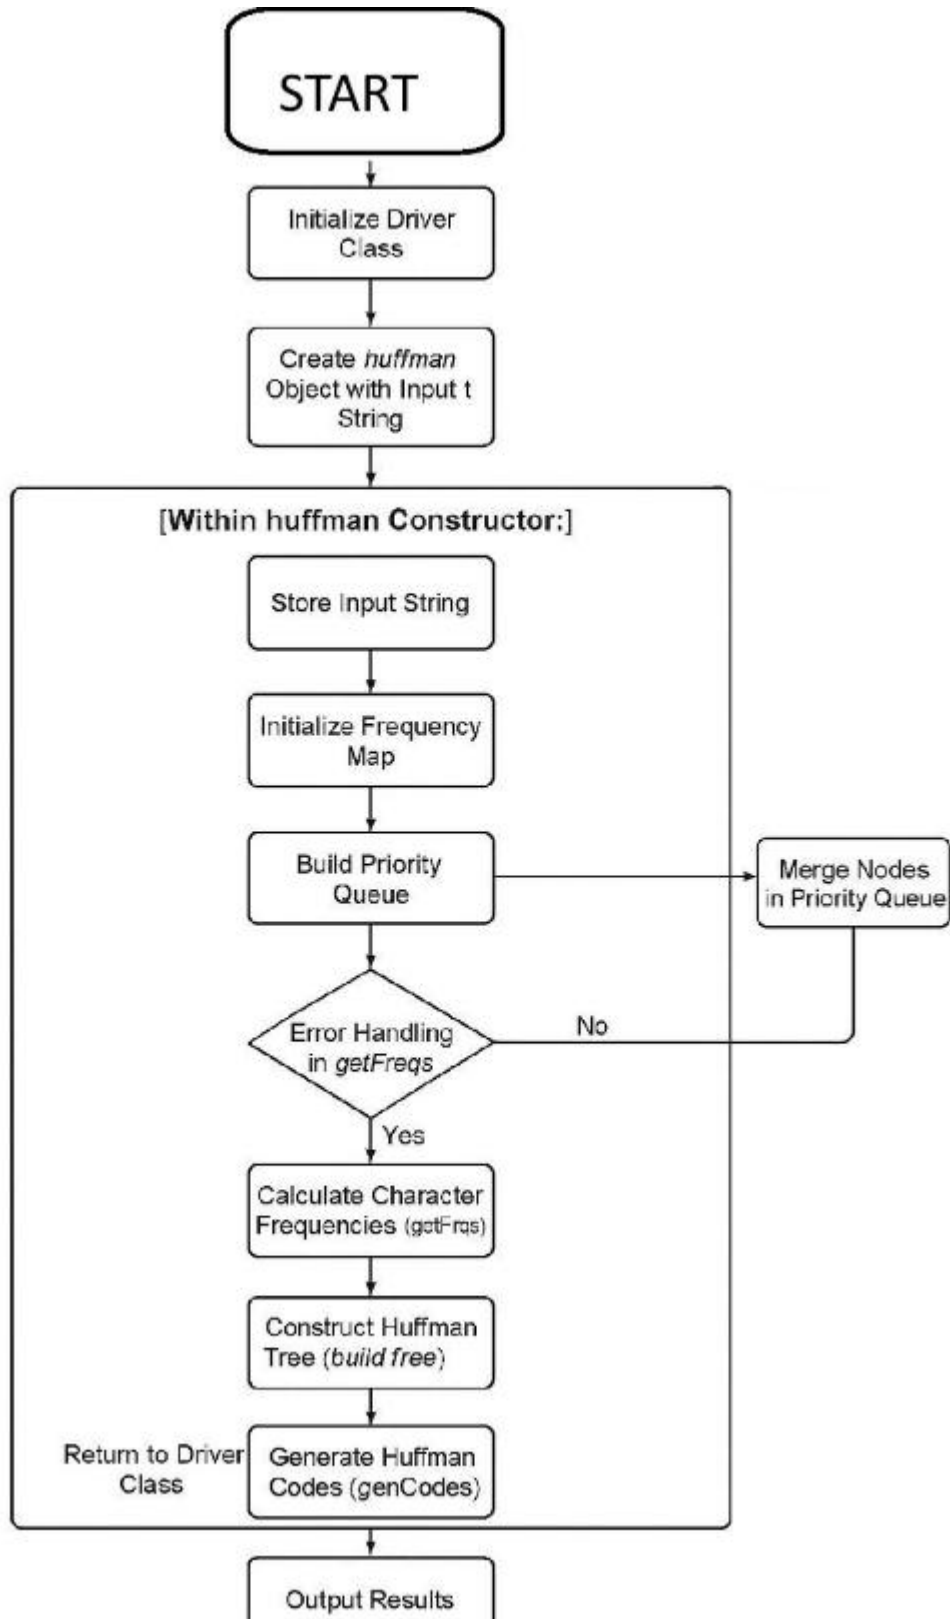 START
Initialize Driver
Class
Create huffman
Object with Input t
String
[Within huffman Constructor:]
Store Input String
Initialize Frequency
Map
Build Priority
Queue
Merge Nodes
in Priority Queue
Error Handling
in getFreqs
No
Yes
Calculate Character
Frequencies (gotFrqs)
Construct Huffman
Tree (build free)
Return to Driver
Class
Generate Huffman
Codes (genCodes)
Output Results